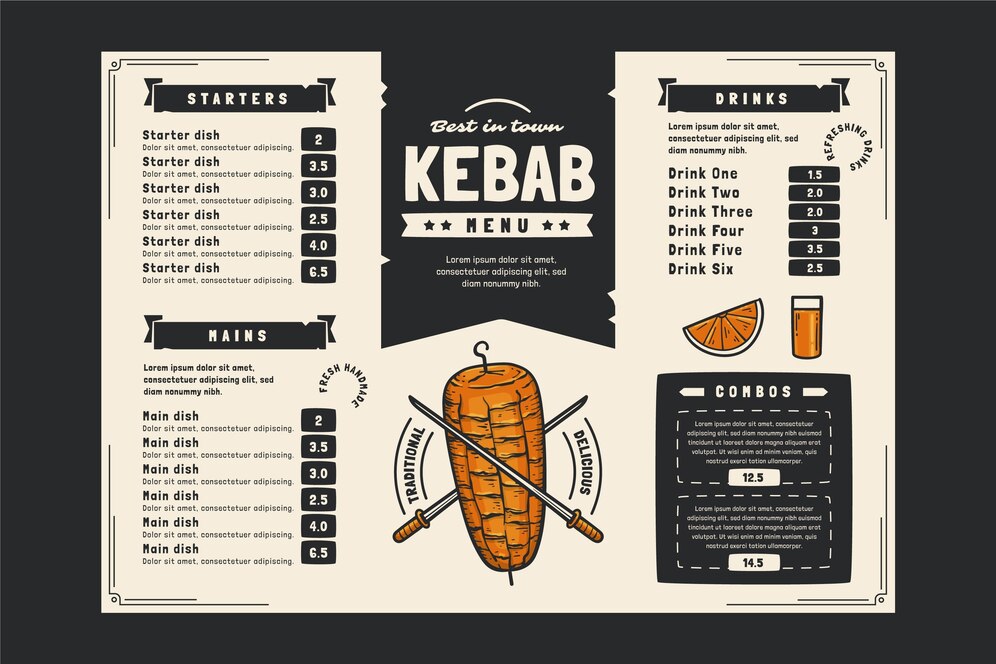 STARTERS
Starter dish
Dolor sit amet, consectetuer adipiscing.
2
Starter dish
Dolor sit amet, consectetuer adipiscing.
3.5
Starter dish
Dolor sit amet, consectetuer adipiscing.
3.0
Starter dish
Dolor sit amet, consectetuer adipiscing.
2.5
Starter dish
Dolor sit amet, consectetuer adipiscing.
4.0
Starter dish
Dolor sit amet, consectetuer adipiscing.
6.5
MAINS
Lorem ipsum dolor sit amet,
consectetuer adipiscing elit, sed
diam nonummy nibh.
FRESH HANDMADE
Main dish
Dolor sit amet, consectetuer adipiscing.
2
Main dish
Dolor sit amet, consectetuer adipiscing.
3.5
Main dish
Dolor sit amet, consectetuer adipiscing.
3.0
Main dish
Dolor sit amet, consectetuer adipiscing.
2.5
Main dish
Dolor sit amet, consectetuer adipiscing.
4.0
Main dish
Dolor sit amet, consectetuer adipiscing.
6.5
Best in town
KEBAB
MENU
Lorem ipsum dolor sit amet,
consectetuer adipiscing elit, sed
diam nonummy nibh.
TRADITIONAL
DELICIOUS
DRINKS
Lorem ipsum dolor sit amet,
consectetuer adipiscing elit, sed
diam nonummy nibh.
REFRESHING DRINKS
Drink One 1.5
Drink Two 2.0
Drink Three 2.0
Drink Four 3
Drink Five 3.5
Drink Six 2.5
COMBOS
Lorem ipsum dolor sit amet, consectetuer
adipiscing elit, sed diam nonummy nibh euismod
tincidunt ut laoreet dolore magna aliquam erat
volutpat. Ut wisi enim ad minim veniam, quis
nostrud exerci tation ullamcorper.
12.5
Lorem ipsum dolor sit amet, consectetuer
adipiscing elit, sed diam nonummy nibh euismod
tincidunt ut laoreet dolore magna aliquam erat
volutpat. Ut wisi enim ad minim veniam, quis
nostrud exerci tation ullamcorper.
14.5